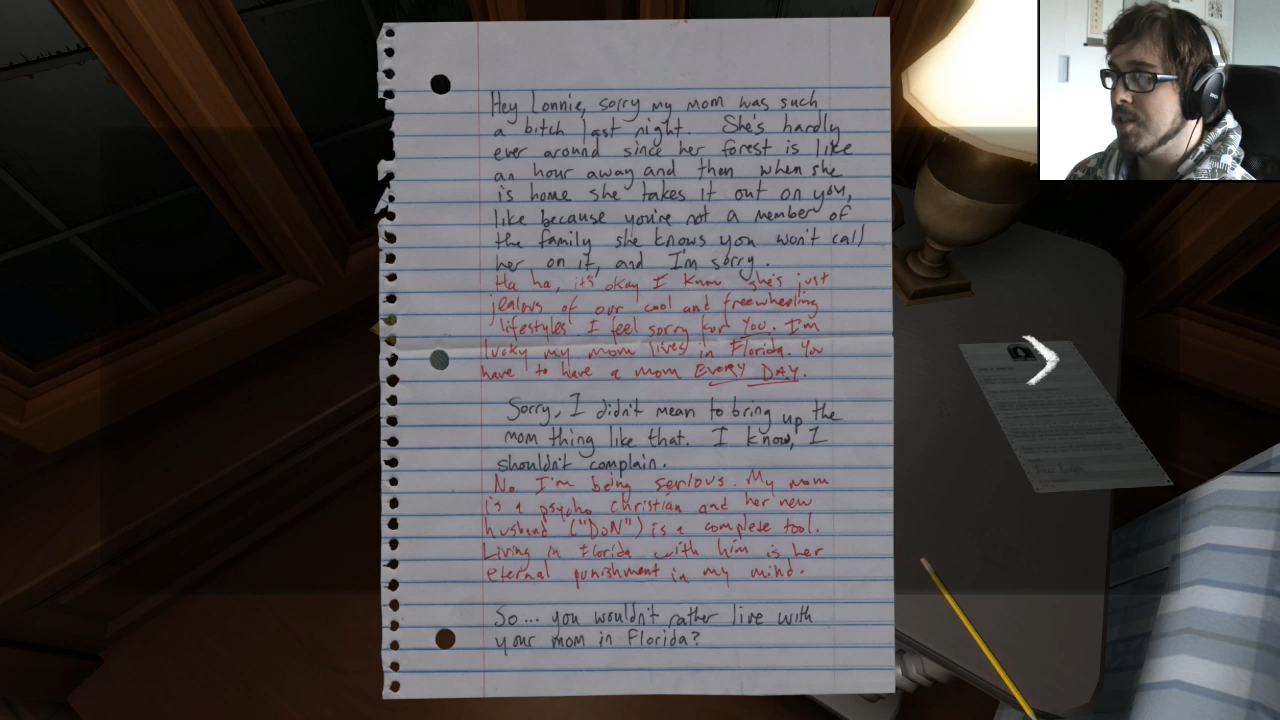 Hey Lonnie, sorry my mom was such
a bitch last night. She's hardly
ever around since her forest is like
an hour away and then when she
is home she takes it out on you,
like because you're not a member of
the family she knows you won't call
her on it, and I'm sorry.
Ha ha, its okay I know she's just
jealous of our cool and freewheeling
lifestyles I feel sorry for You. I'm
lucky my mom lives in Florida. You
have to have a mom EVERY DAY.
Sorry, I didn't mean to bring up the
mom thing like that. I know, I
shouldn't complain.
No I'm being serious. My mom
is a psycho christian and her new
husband ("DON") is a complete tool.
Living in Florida with him is her
eternal punishment in my mind.
So... you wouldn't rather live with
your mom in Florida?